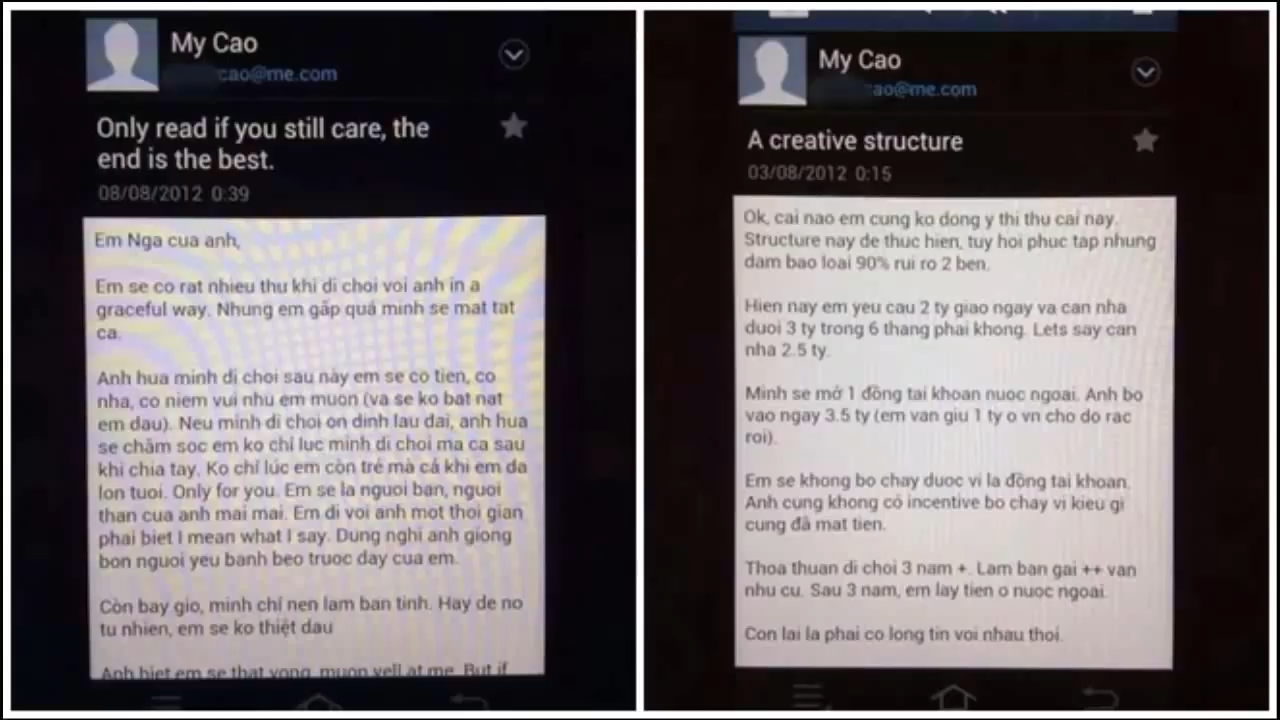 My Cao
cao@me.com
Only read if you still care, the
end is the best.
08/08/2012 0:39
Em Nga cua anh,
Em se co rat nhieu thu khi di choi voi anh in a
graceful way. Nhung em gấp quá minh se mat tat
ca.
Anh hua minh di choi sau này em se co tien, co
nha, co niem vui nhu em muon (va se ko bat nat
em dau). Neu minh di choi on dinh lau dai, anh hua
se chăm soc em ko chỉ luc minh di choi ma ca sau
khi chia tay. Ko chỉ lúc em còn trẻ mà cả khi em da
lon tuoi. Only for you. Em se la nguoi ban, nguoi
than cua anh mai mai. Em di voi anh mot thoi gian
phai biet I mean what I say. Dung nghi anh giong
bon nguoi yeu banh beo truoc day cua em.
Còn bay gio, minh chỉ nen lam ban tinh. Hay de no
tu nhiên, em se ko thiệt dau
Anh biet em se that vong, muon yell at me. But if
My Cao
ao@me.com
A creative structure
03/08/2012 0:15
Ok, cai nao em cung ko dong y thi thu cai nay.
Structure nay de thuc hien, tuy hoi phuc tap nhung
dam bao loai 90% rui ro 2 ben.
Hien nay em yeu cau 2 ty giao ngay va can nha
duoi 3 ty trong 6 thang phai khong. Lets say can
nha 2.5 ty.
Minh se mở 1 đồng tai khoan nuoc ngoai. Anh bo
vao ngay 3.5 ty (em van giu 1 ty o vn cho do rac
roi).
Em se khong bo chay duoc vi la đồng tai khoan.
Anh cung khong có incentive bo chay vi kieu gi
cung đã mat tien.
Thoa thuan di choi 3 nam +. Lam ban gai ++ van
nhu cu. Sau 3 nam, em lay tien o nuoc ngoai.
Con lai la phai co long tin voi nhau thoi.